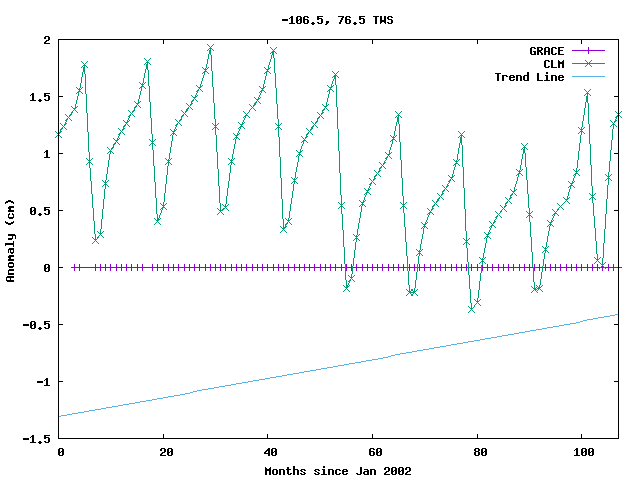 -106.5, 76.5 TWS
GRACE
CLM
Trend Line
2
1.5
1
0.5
0
-0.5
-1
-1.5
Anomaly (cm)
0 20 40 60 80 100
Months since Jan 2002